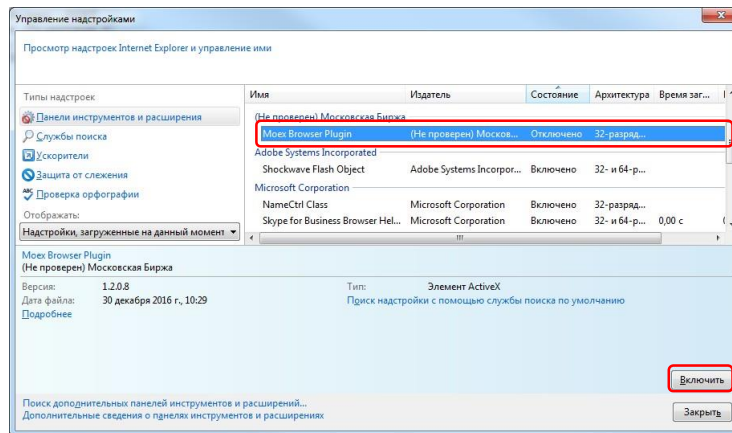 Управление надстройками
Просмотр надстроек Internet Explorer и управление ими
Типы надстроек
Панели инструментов и расширения
Службы поиска
Ускорители
Защита от слежения
Проверка орфографии
Отображать:
Надстройки, загруженные на данный момент
Имя Издатель Состояние Архитектура Время заг...
(Не проверен) Московская Биржа
Moex Browser Plugin (Не проверен) Москов... Отключено 32-разряд...
Adobe Systems Incorporated
Shockwave Flash Object Adobe Systems Incorpor... Включено 32- и 64-р...
Microsoft Corporation
NameCtrl Class Microsoft Corporation Включено 32-разряд...
Skype for Business Browser Hel... Microsoft Corporation Включено 32- и 64-р... 0,00 с
Moex Browser Plugin
(Не проверен) Московская Биржа
Версия: 1.2.0.8 Тип: Элемент ActiveX
Дата файла: 30 декабря 2016 г., 10:29 Поиск надстройки с помощью службы поиска по умолчанию
Подробнее
Включить
Поиск дополнительных панелей инструментов и расширений...
Дополнительные сведения о панелях инструментов и расширениях
Закрыть